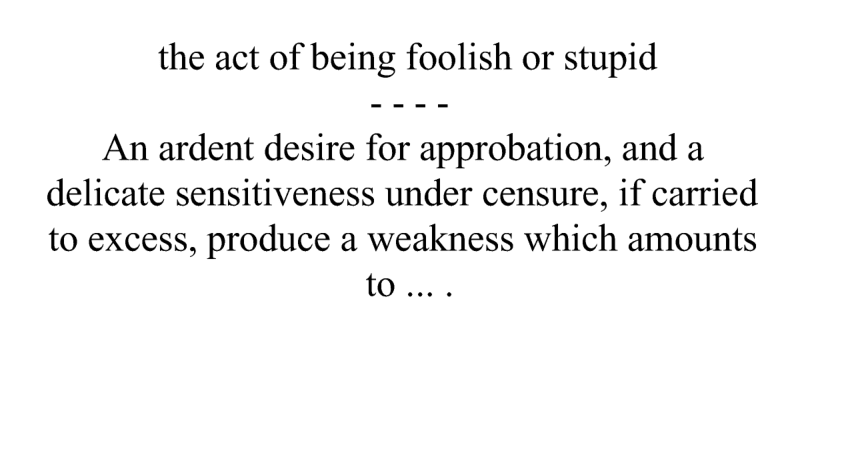 the act of being foolish or stupid
- - - -
An ardent desire for approbation, and a
delicate sensitiveness under censure, if carried
to excess, produce a weakness which amounts
to ... .